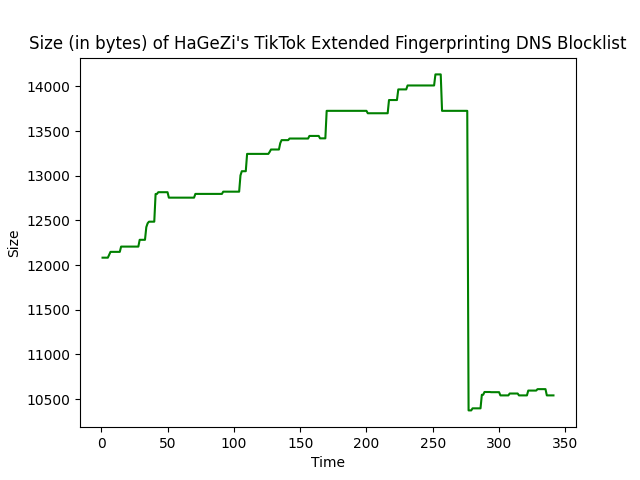 Size (in bytes) of HaGeZi's TikTok Extended Fingerprinting DNS Blocklist
14000
13500
13000
12500
12000
11500
11000
10500
Size
0 50 100 150 200 250 300 350
Time